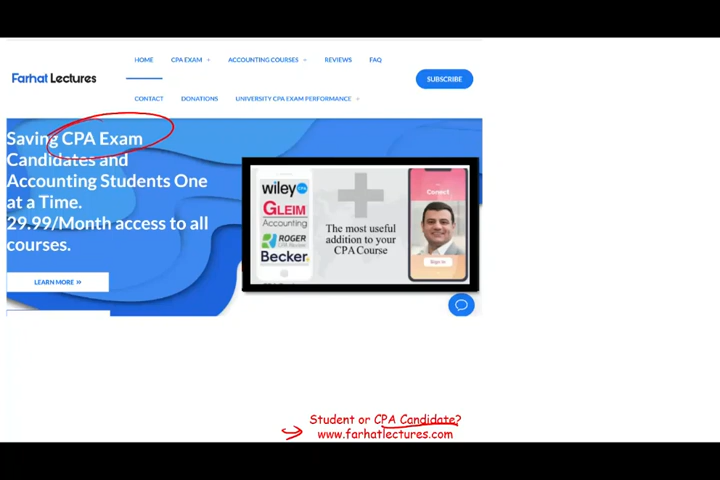 HOME
CPA EXAM
ACCOUNTING COURSES
REVIEWS
FAQ
Farhat Lectures
SUBSCRIBE
CONTACT
DONATIONS
UNIVERSITY CPA EXAM PERFORMANCE
Saving CPA Exam
Candidates and
Accounting Students One
at a Time.
29.99/Month access to all
courses.
LEARN MORE »
wiley CPA
GLEIM
Accounting
ROGER
CPA Review
Becker.
The most useful
addition to your
CPA Course
Connect
Sign in
Student or CPA Candidate?
www.farhatlectures.com